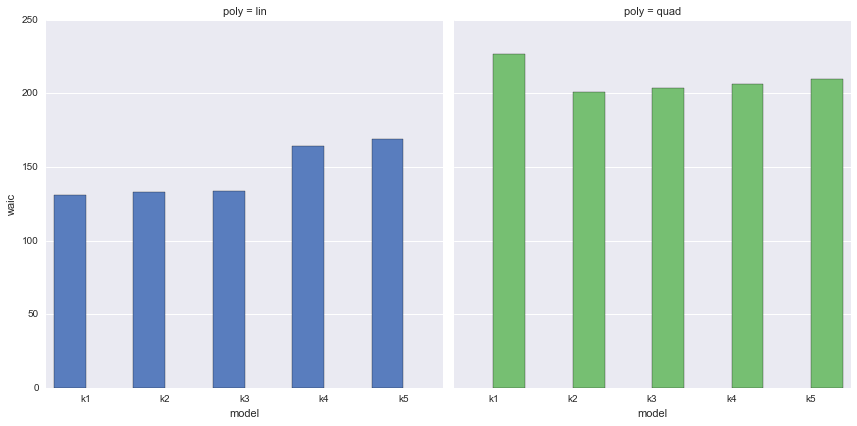 poly = lin
poly = quad
250
200
150
100
50
0
waic
k1 k2 k3 k4 k5
k1 k2 k3 k4 k5
model
model